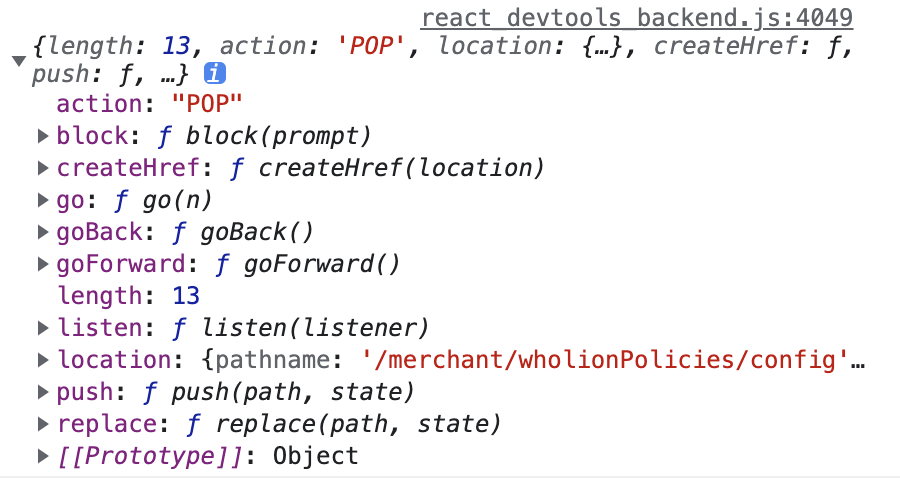 react_devtools_backend.js:4049
{length: 13, action: 'POP', location: {…}, createHref: ƒ,
push: ƒ, …} i
action: "POP"
block: ƒ block(prompt)
createHref: ƒ createHref(location)
go: ƒ go(n)
goBack: ƒ goBack()
goForward: ƒ goForward()
length: 13
listen: ƒ listen(listener)
location: {pathname: '/merchant/wholionPolicies/config'…
push: ƒ push(path, state)
replace: ƒ replace(path, state)
[[Prototype]]: Object